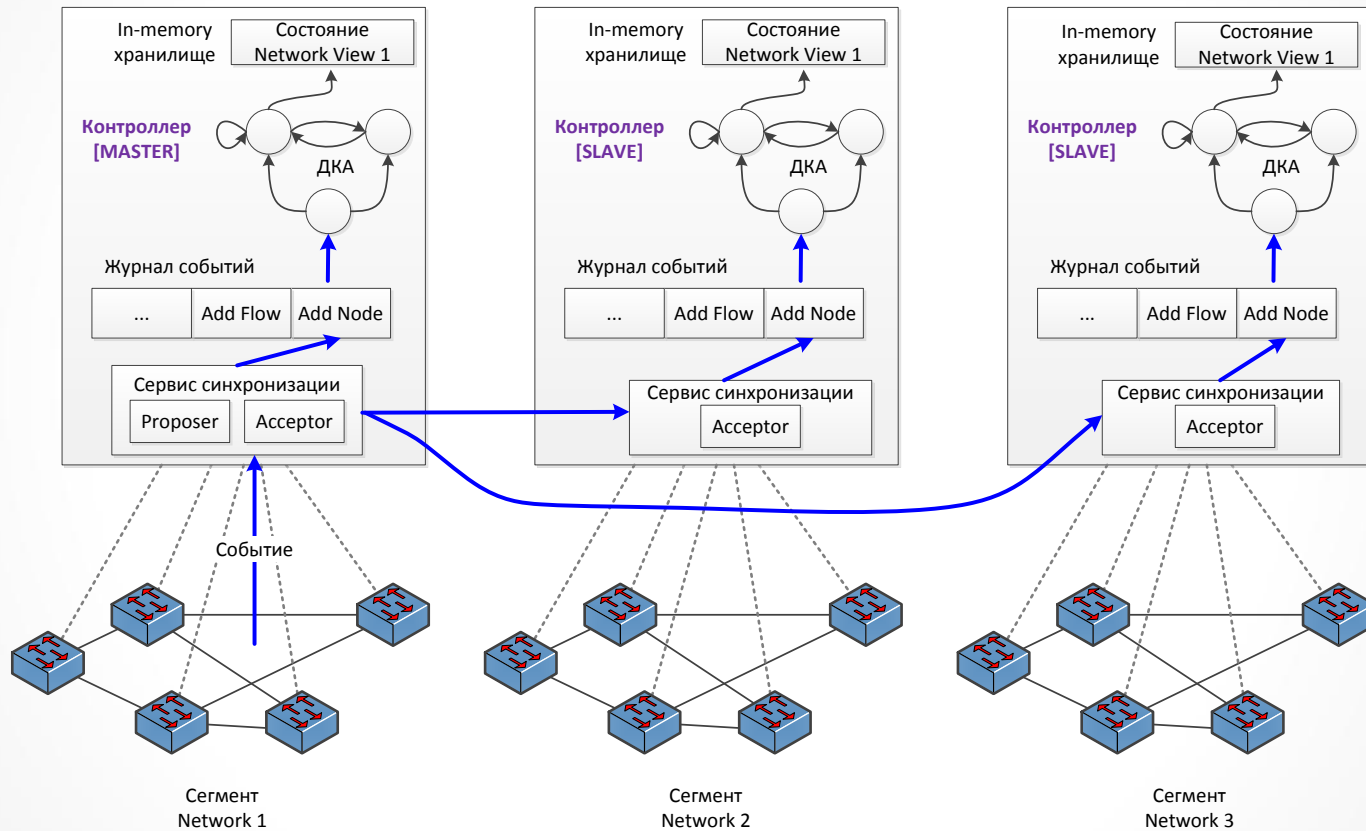 In-memory
хранилище
Состояние
Network View 1
Контроллер
[MASTER]
ДКА
Журнал событий
...
Add Flow
Add Node
Сервис синхронизации
Proposer
Acceptor
Событие
Сегмент
Network 1
In-memory
хранилище
Состояние
Network View 1
Контроллер
[SLAVE]
ДКА
Журнал событий
...
Add Flow
Add Node
Сервис синхронизации
Acceptor
Сегмент
Network 2
In-memory
хранилище
Состояние
Network View 1
Контроллер
[SLAVE]
ДКА
Журнал событий
...
Add Flow
Add Node
Сервис синхронизации
Acceptor
Сегмент
Network 3